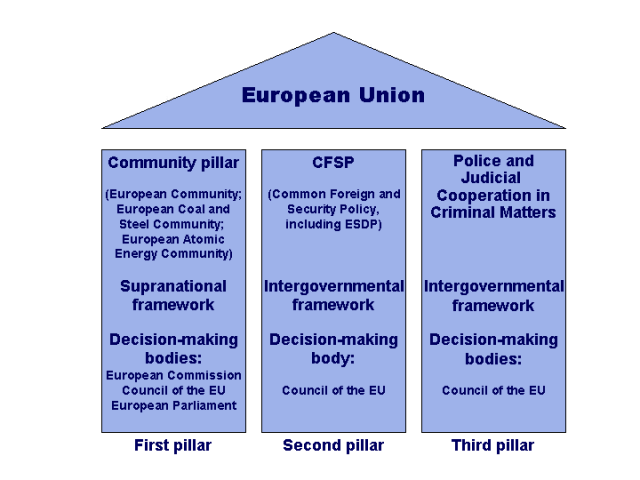 European Union
Community pillar
(European Community;
European Coal and
Steel Community;
European Atomic
Energy Community)
Supranational
framework
Decision-making
bodies:
European Commission
Council of the EU
European Parliament
First pillar
CFSP
(Common Foreign and
Security Policy,
including ESDP)
Intergovernmental
framework
Decision-making
body:
Council of the EU
Second pillar
Police and
Judicial
Cooperation in
Criminal Matters
Intergovernmental
framework
Decision-making
bodies:
Council of the EU
Third pillar